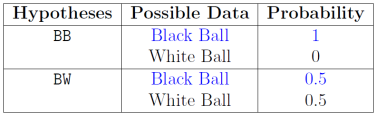 Hypotheses Possible Data Probability
BB Black Ball 1
White Ball 0
BW Black Ball 0.5
White Ball 0.5